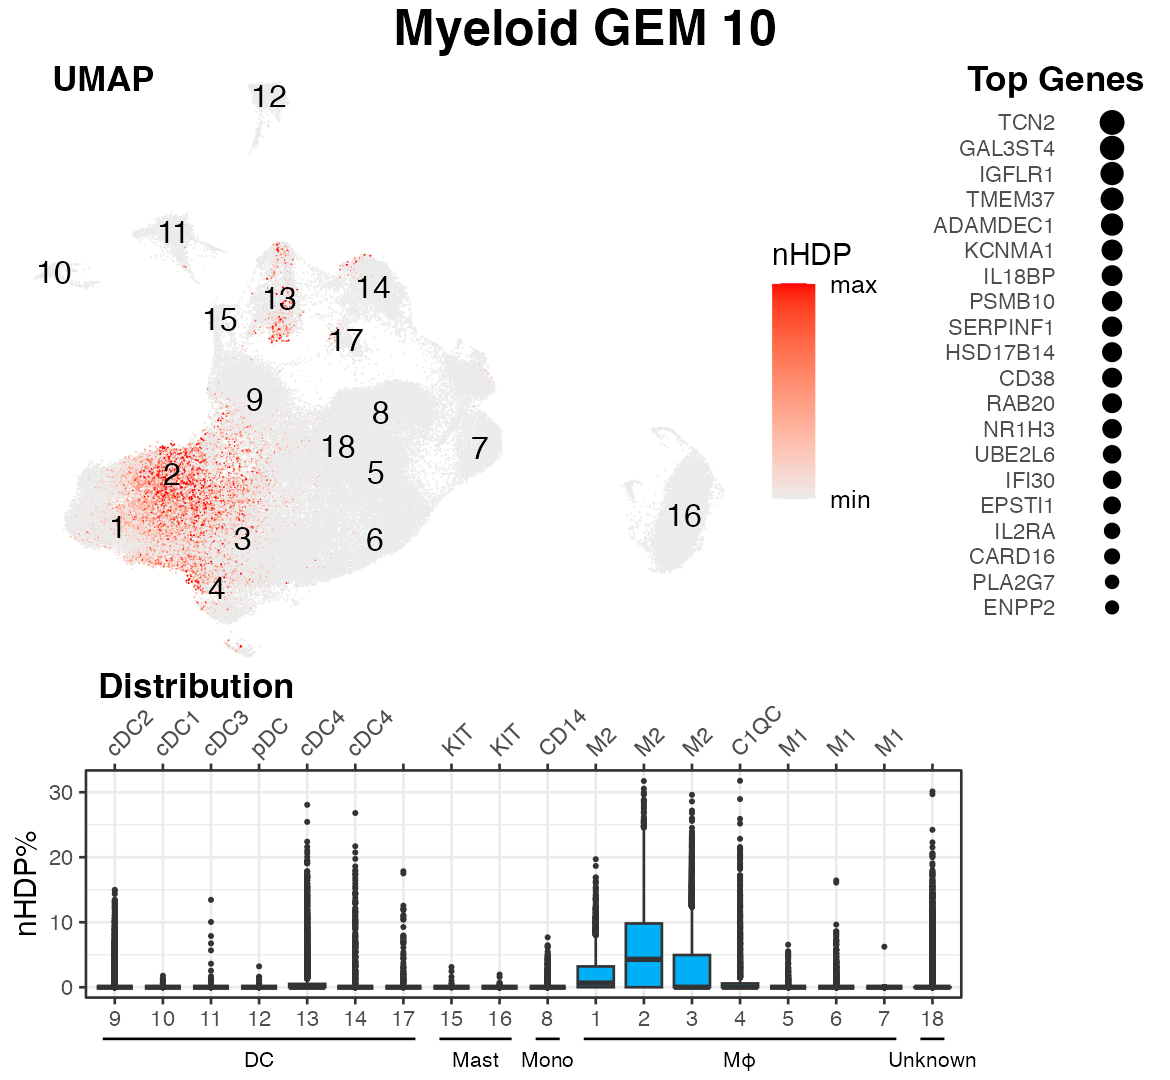 Myeloid GEM 10
UMAP
12
11
10
13
14
15
17
9
8
18
7
5
2
1
3
6
4
16
nHDP
max
min
Top Genes
TCN2
GAL3ST4
IGFLR1
TMEM37
ADAMDEC1
KCNMA1
IL18BP
PSMB10
SERPINF1
HSD17B14
CD38
RAB20
NR1H3
UBE2L6
IFI30
EPSTI1
IL2RA
CARD16
PLA2G7
ENPP2
Distribution
cDC2 cDC1 cDC3 pDC cDC4 cDC4 KIT KIT CD14 M2 M2 M2 C1QC M1 M1 M1
nHDP%
30
20
10
0
9 10 11 12 13 14 17 15 16 8 1 2 3 4 5 6 7 18
DC Mast Mono Mϕ Unknown